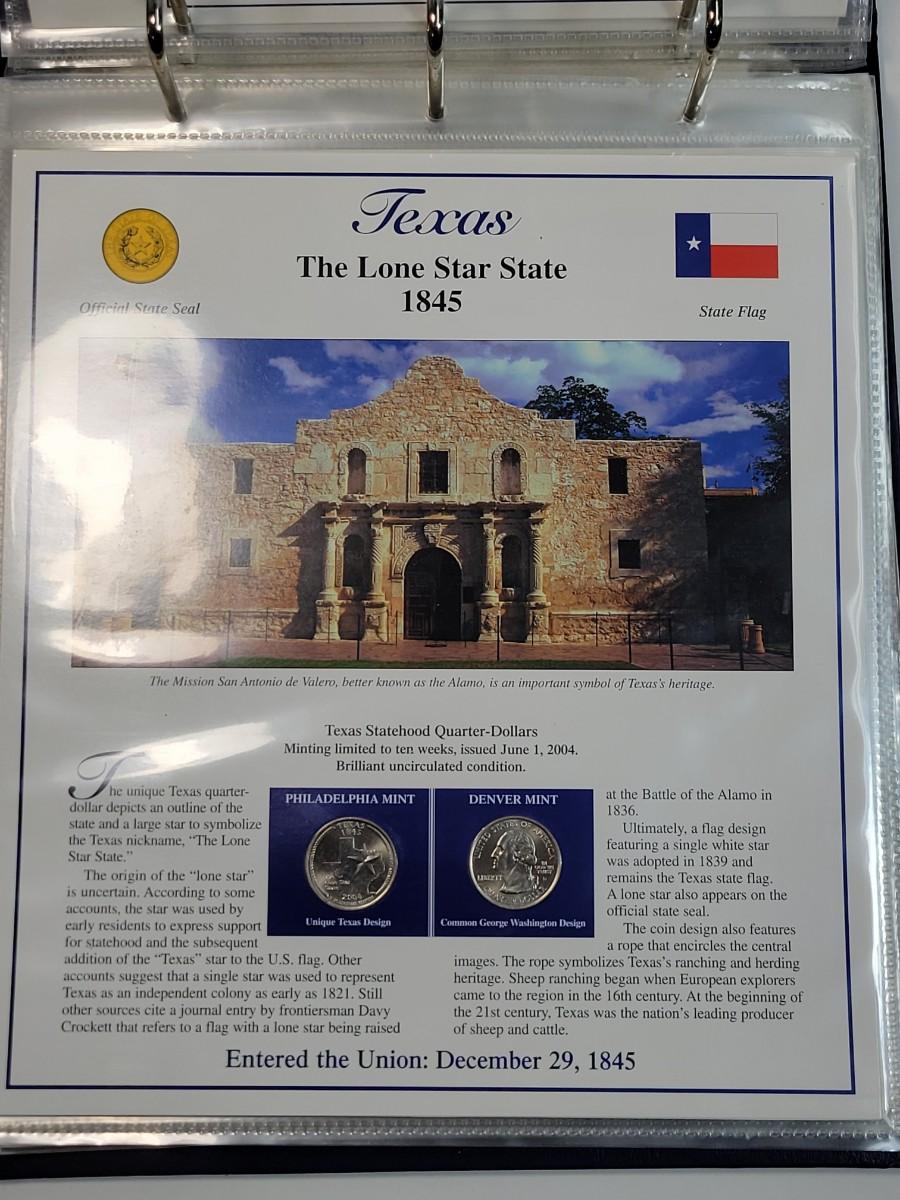 Texas
The Lone Star State
1845
Official State Seal
State Flag
The Mission San Antonio de Valero, better known as the Alamo, is an important symbol of Texas's heritage.
Texas Statehood Quarter-Dollars
Minting limited to ten weeks, issued June 1, 2004.
Brilliant uncirculated condition.
The unique Texas quarter-
dollar depicts an outline of the
state and a large star to symbolize
the Texas nickname, “The Lone
Star State.”
The origin of the “lone star”
is uncertain. According to some
accounts, the star was used by
early residents to express support
for statehood and the subsequent
addition of the “Texas” star to the U.S. flag. Other
accounts suggest that a single star was used to represent
Texas as an independent colony as early as 1821. Still
other sources cite a journal entry by frontiersman Davy
Crockett that refers to a flag with a lone star being raised
PHILADELPHIA MINT
TEXAS
1845
2004
Unique Texas Design
DENVER MINT
UNITED STATES OF AMERICA
LIBERTY
Common George Washington Design
at the Battle of the Alamo in
1836.
Ultimately, a flag design
featuring a single white star
was adopted in 1839 and
remains the Texas state flag.
A lone star also appears on the
official state seal.
The coin design also features
a rope that encircles the central
images. The rope symbolizes Texas's ranching and herding
heritage. Sheep ranching began when European explorers
came to the region in the 16th century. At the beginning of
the 21st century, Texas was the nation's leading producer
of sheep and cattle.
Entered the Union: December 29, 1845